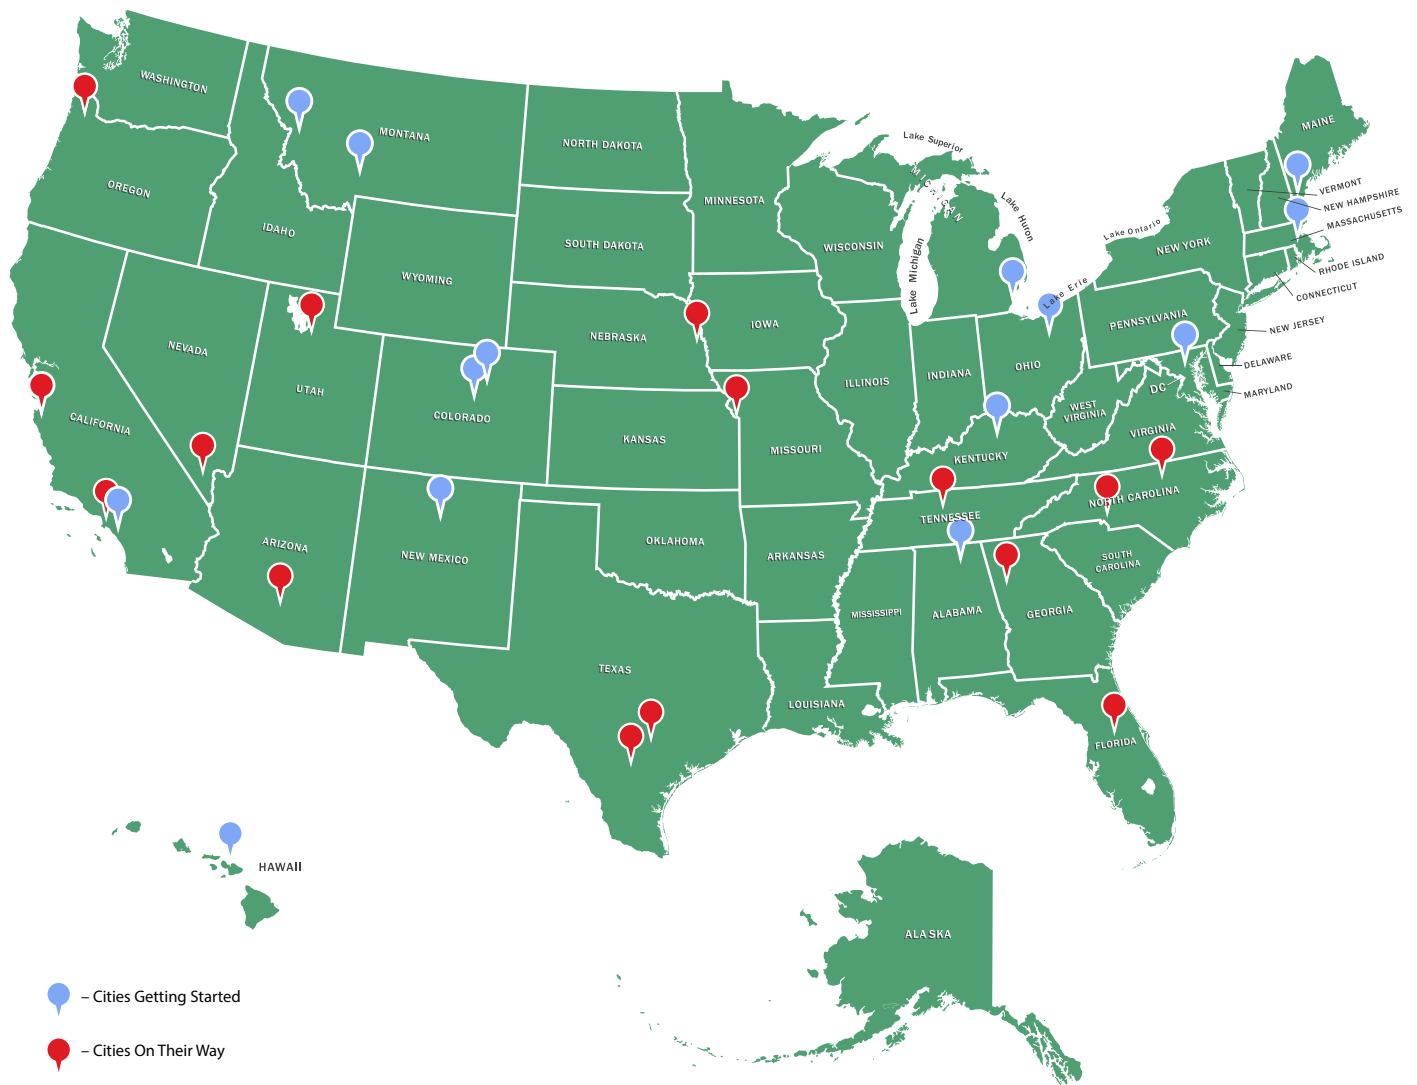 WASHINGTON
MONTANA
NORTH DAKOTA
MINNESOTA
Lake Superior
MICHIGAN
MAINE
OREGON
IDAHO
WYOMING
SOUTH DAKOTA
WISCONSIN
Lake Michigan
Lake Huron
Lake Ontario
NEW YORK
VERMONT
NEW HAMPSHIRE
MASSACHUSETTS
RHODE ISLAND
CONNECTICUT
Lake Erie
PENNSYLVANIA
NEW JERSEY
DELAWARE
MARYLAND
DC
NEVADA
UTAH
COLORADO
NEBRASKA
IOWA
ILLINOIS
INDIANA
OHIO
WEST
VIRGINIA
VIRGINIA
CALIFORNIA
KANSAS
MISSOURI
KENTUCKY
ARIZONA
NEW MEXICO
OKLAHOMA
ARKANSAS
TENNESSEE
NORTH CAROLINA
SOUTH
CAROLINA
MISSISSIPPI
ALABAMA
GEORGIA
TEXAS
LOUISIANA
FLORIDA
HAWAII
ALASKA
– Cities Getting Started
– Cities On Their Way